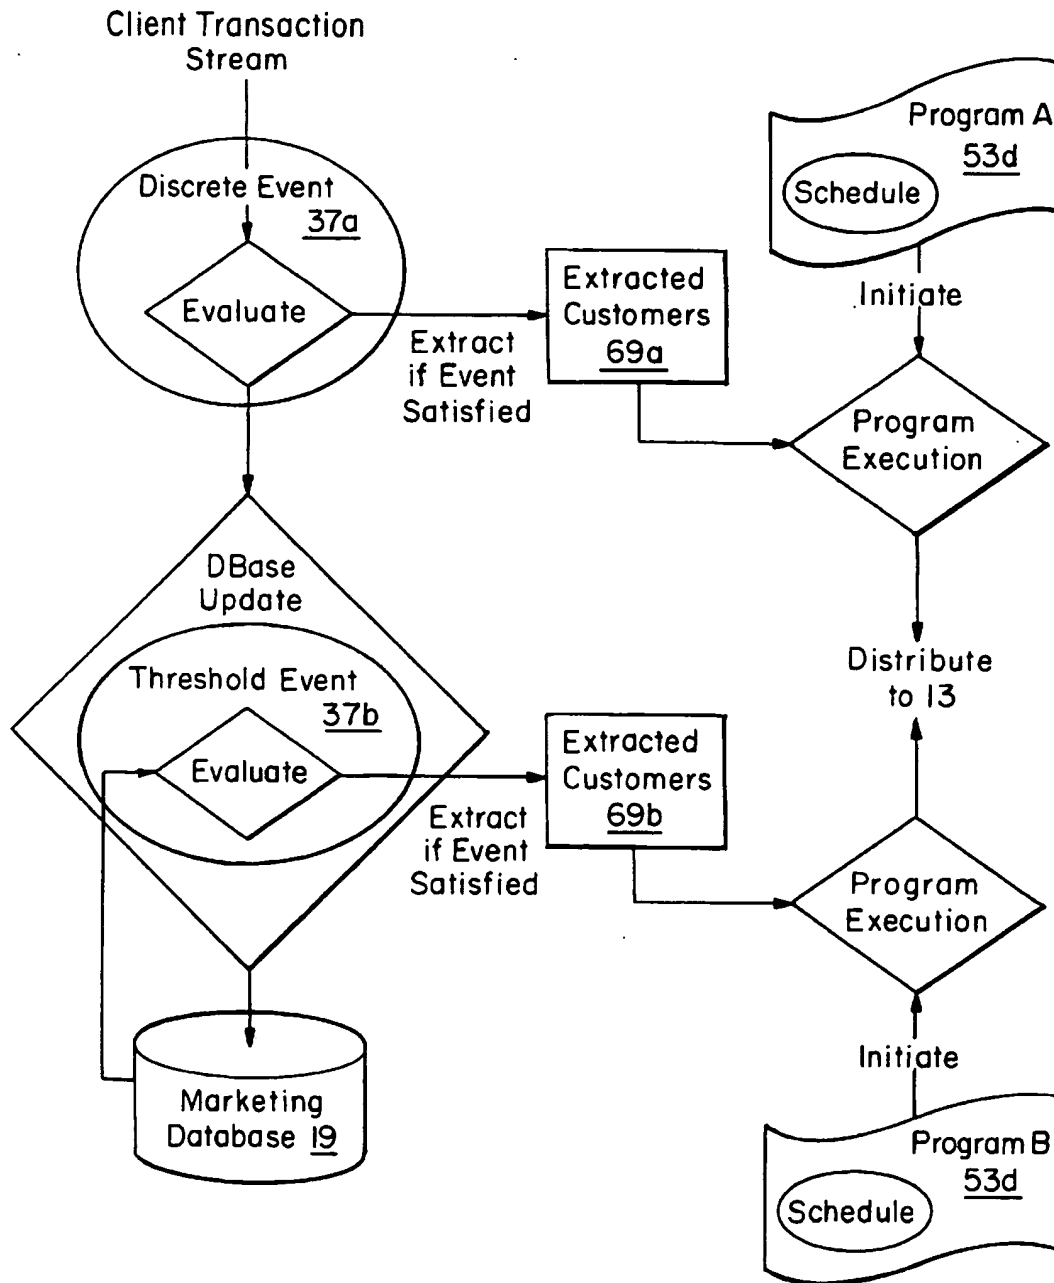 Client Transaction
Stream
Discrete Event
37a
Evaluate
Extract
if Event
Satisfied
Extracted
Customers
69a
Program A
53d
Schedule
Initiate
Program
Execution
DBase
Update
Threshold Event
37b
Evaluate
Extract
if Event
Satisfied
Extracted
Customers
69b
Distribute
to 13
Program
Execution
Initiate
Marketing
Database 19
Program B
53d
Schedule